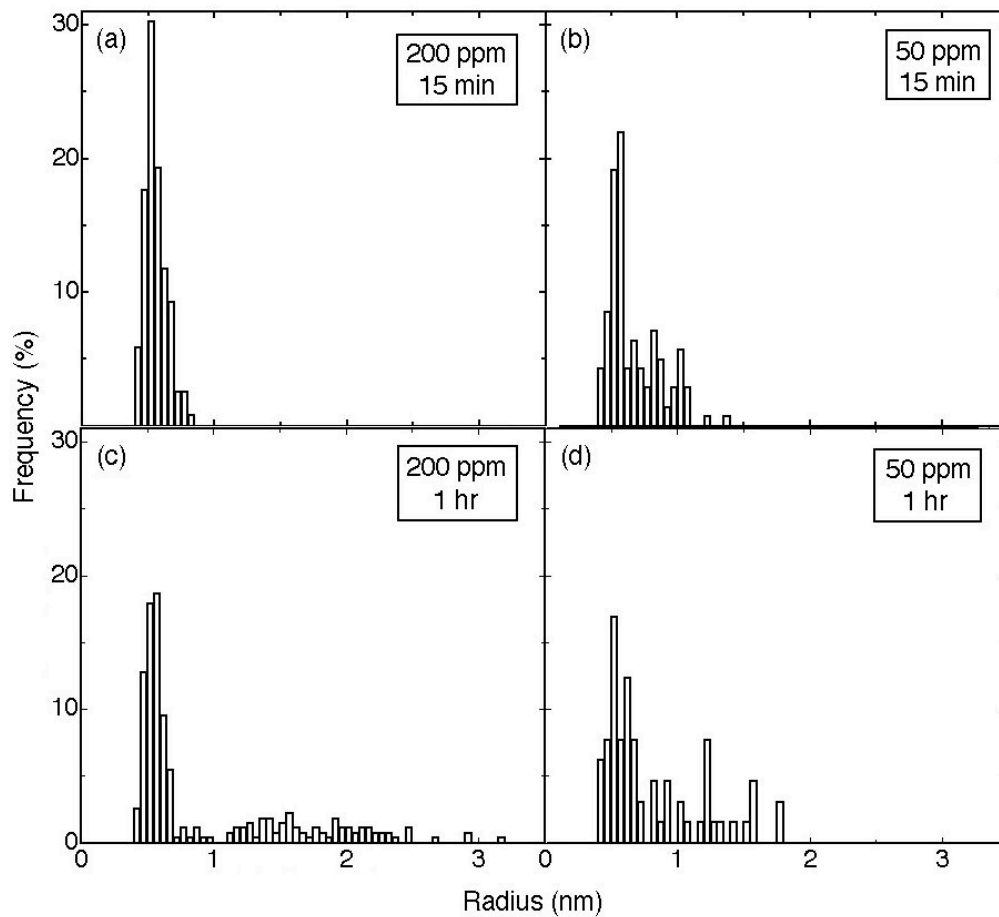 30
(a)
200 ppm
15 min
(b)
50 ppm
15 min
20
10
Frequency (%)
30
(c)
200 ppm
1 hr
(d)
50 ppm
1 hr
20
10
0
0 1 2 3 0 1 2 3
Radius (nm)